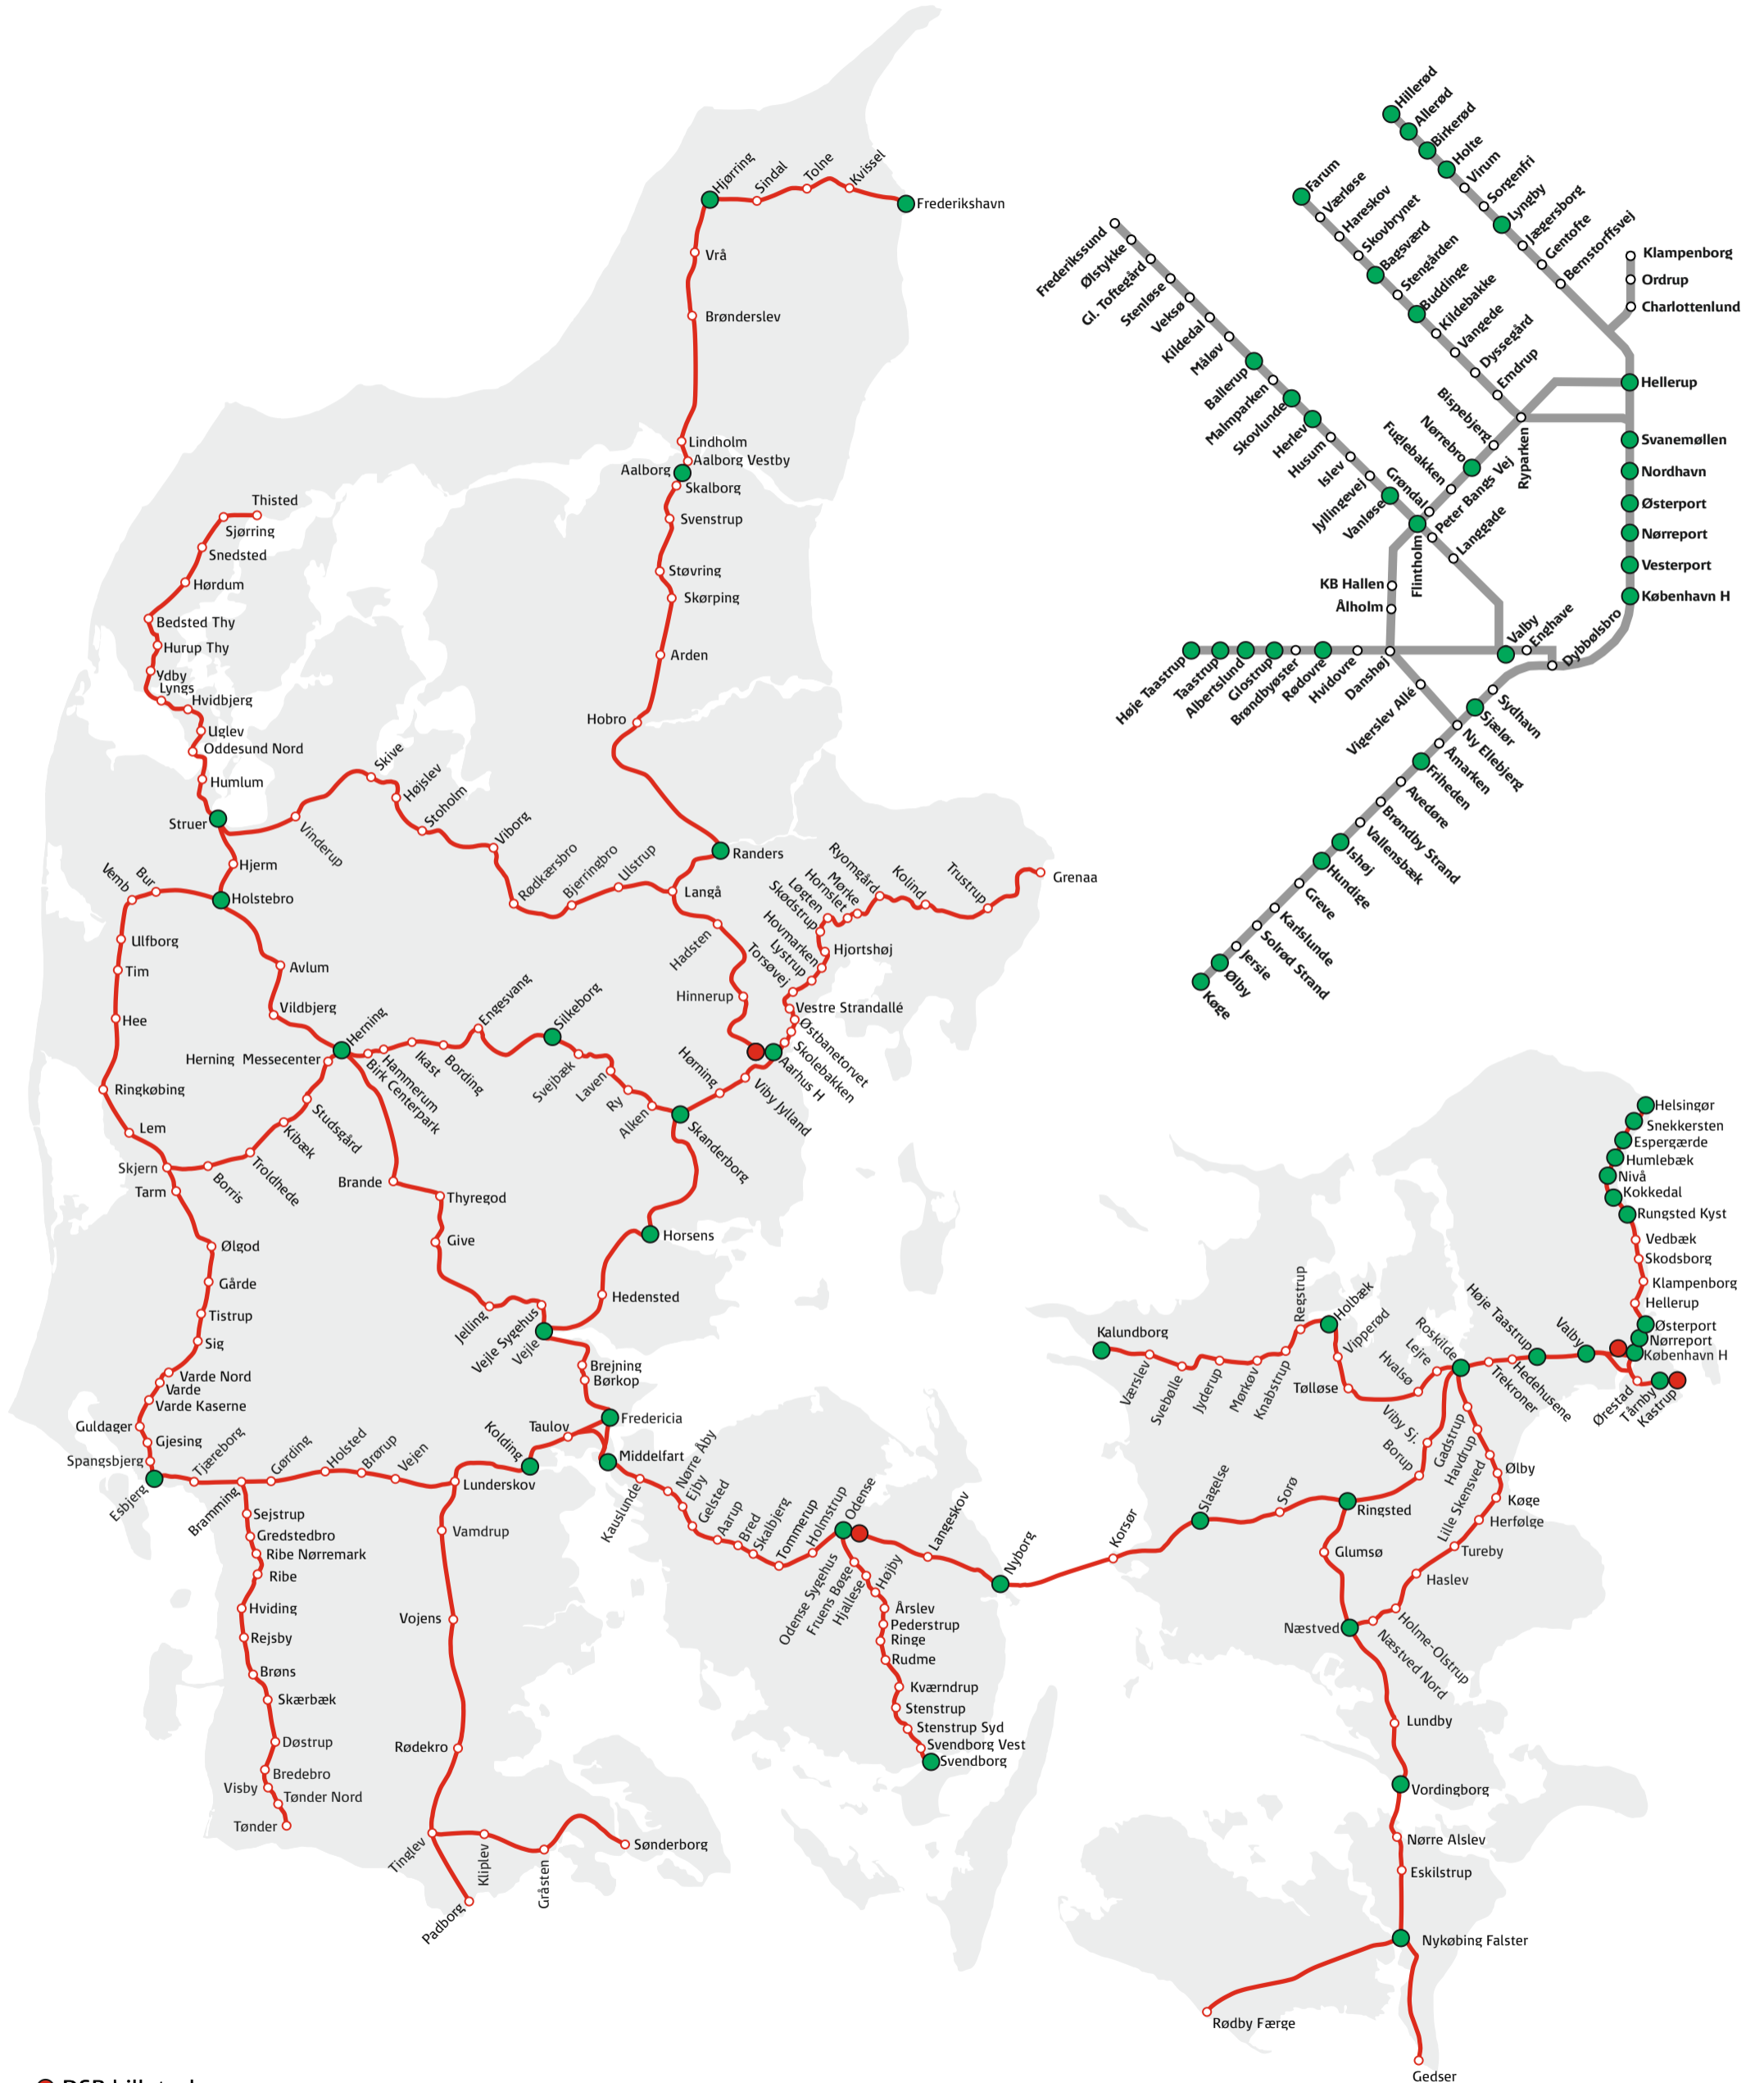 Hjørring
Sindal
Tolne
Kvissel
Frederikshavn
Vrå
Brønderslev
Lindholm
Aalborg Vestby
Aalborg
Skalborg
Svenstrup
Støvring
Skørping
Arden
Hobro
Randers
Langå
Thisted
Sjørring
Snedsted
Hørdum
Bedsted Thy
Hurup Thy
Ydby
Lyngs
Hvidbjerg
Uglev
Oddesund Nord
Humlum
Struer
Vinderup
Skive
Højslev
Stoholm
Viborg
Rødkærsbro
Bjerringbro
Ulstrup
Hjerm
Holstebro
Bur
Vemb
Ulfborg
Tim
Hee
Ringkøbing
Lem
Skjern
Tarm
Avlum
Vildbjerg
Herning
Herning Messecenter
Birk Centerpark
Hammerum
Ikast
Bording
Engesvang
Silkeborg
Svejbæk
Laven
Ry
Alken
Skanderborg
Studsgård
Kibæk
Troldhede
Borris
Hadsten
Hinnerup
Aarhus H
Viby Jylland
Hørning
Skolebakken
Østbanetorvet
Vestre Strandallé
Torsøvej
Lystrup
Hovmarken
Hjortshøj
Skødstrup
Løgten
Hornslet
Mørke
Ryomgård
Kolind
Trustrup
Grenaa
Brande
Thyregod
Give
Jelling
Vejle Sygehus
Vejle
Horsens
Hedensted
Brejning
Børkop
Fredericia
Taulov
Kolding
Middelfart
Ølgod
Gårde
Tistrup
Sig
Varde Nord
Varde
Varde Kaserne
Guldager
Gjesing
Spangsbjerg
Esbjerg
Tjæreborg
Bramming
Gørding
Holsted
Brørup
Vejen
Lunderskov
Sejstrup
Gredstedbro
Ribe Nørremark
Ribe
Hviding
Rejsby
Brøns
Skærbæk
Døstrup
Bredebro
Visby
Tønder Nord
Tønder
Vamdrup
Vojens
Rødekro
Tinglev
Kliplev
Gråsten
Sønderborg
Padborg
Kauslunde
Nørre Åby
Ejby
Gelsted
Aarup
Bred
Skalbjerg
Tommerup
Holmstrup
Odense
Odense Sygehus
Fruens Bøge
Hjallese
Højby
Årslev
Pederstrup
Ringe
Rudme
Kværndrup
Stenstrup
Stenstrup Syd
Svendborg Vest
Svendborg
Langeskov
Nyborg
Korsør
Slagelse
Sorø
Ringsted
Glumsø
Næstved
Næstved Nord
Holme-Olstrup
Haslev
Tureby
Herfølge
Køge
Ølby
Lille Skensved
Havdrup
Gadstrup
Borup
Viby Sj.
Kalundborg
Værslev
Svebølle
Jyderup
Mørkøv
Knabstrup
Regstrup
Holbæk
Vipperød
Tølløse
Hvalsø
Lejre
Roskilde
Trekroner
Hedehusene
Høje Taastrup
Valby
København H
Nørreport
Østerport
Hellerup
Klampenborg
Skodsborg
Vedbæk
Rungsted Kyst
Kokkedal
Nivå
Humlebæk
Espergærde
Snekkersten
Helsingør
Ørestad
Tårnby
Kastrup
Lundby
Vordingborg
Nørre Alslev
Eskilstrup
Nykøbing Falster
Rødby Færge
Gedser
Hillerød
Allerød
Birkerød
Holte
Virum
Sorgenfri
Lyngby
Jægersborg
Gentofte
Bernstorffsvej
Klampenborg
Ordrup
Charlottenlund
Hellerup
Svanemøllen
Nordhavn
Østerport
Nørreport
Vesterport
København H
Dybbølsbro
Enghave
Valby
Farum
Værløse
Hareskov
Skovbrynet
Bagsværd
Stengården
Buddinge
Kildebakke
Vangede
Dyssegård
Emdrup
Ryparken
Bispebjerg
Nørrebro
Fuglebakken
Grøndal
Flintholm
KB Hallen
Ålholm
Danshøj
Vigerslev Allé
Ny Ellebjerg
Frederikssund
Ølstykke
Gl. Toftegård
Stenløse
Veksø
Kildedal
Måløv
Ballerup
Malmparken
Skovlunde
Herlev
Husum
Islev
Jyllingevej
Vanløse
Peter Bangs Vej
Langgade
Høje Taastrup
Taastrup
Albertslund
Glostrup
Brøndbyøster
Rødovre
Hvidovre
Sydhavn
Sjælør
Åmarken
Friheden
Avedøre
Brøndby Strand
Vallensbæk
Ishøj
Hundige
Greve
Karlslunde
Solrød Strand
Jersie
Ølby
Køge